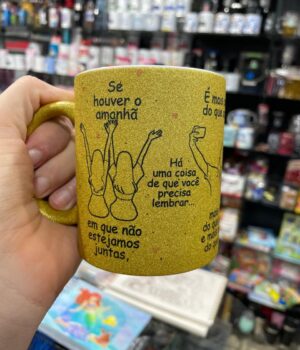 Se
houver o
amanhã
em que não
estejamos
juntas,
Há
uma coisa
de que você
precisa
lembrar...
É mais
do que